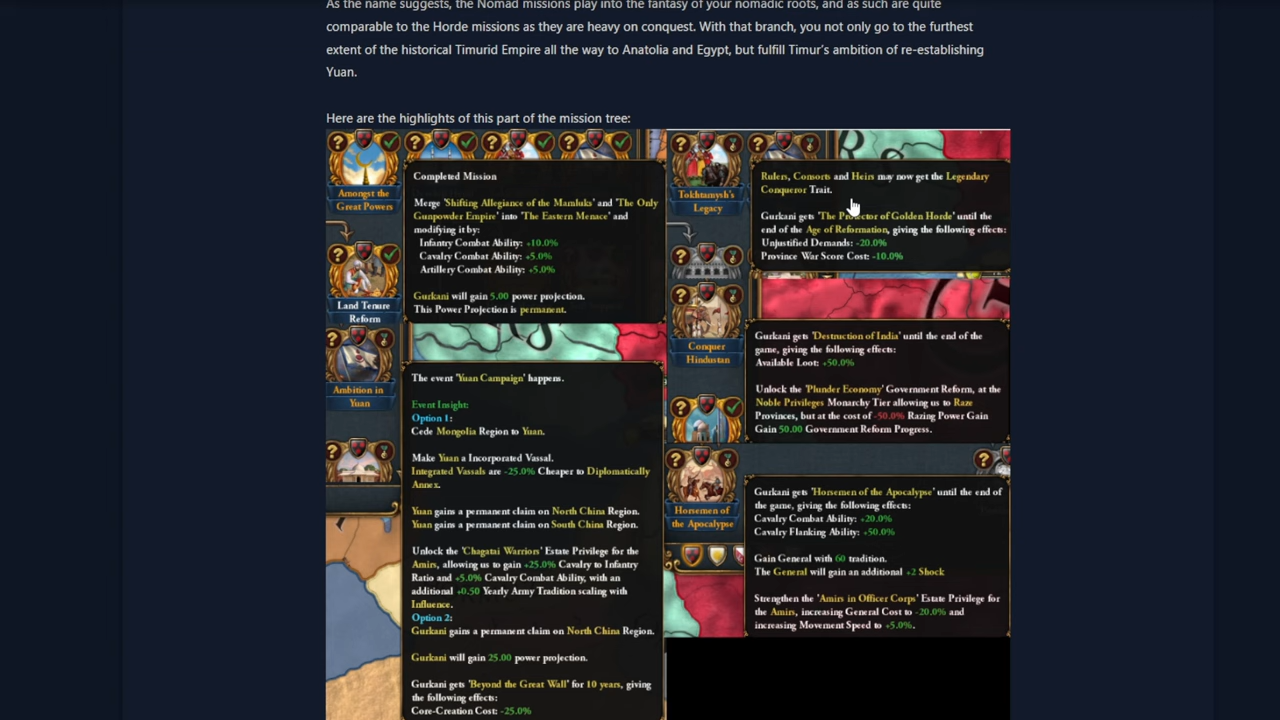 As the name suggests, the Nomad missions play into the fantasy of your nomadic roots, and as such are quite
comparable to the Horde missions as they are heavy on conquest. With that branch, you not only go to the furthest
extent of the historical Timurid Empire all the way to Anatolia and Egypt, but fulfill Timur's ambition of re-establishing
Yuan.
Here are the highlights of this part of the mission tree:
Amongst the
Great Powers
Land Tenure
Reform
Ambition in
Yuan
Completed Mission
Merge 'Shifting Allegiance of the Mamluks' and 'The Only
Gunpowder Empire' into 'The Eastern Menace' and
modifying it by:
Infantry Combat Ability: +10.0%
Cavalry Combat Ability: +5.0%
Artillery Combat Ability: +5.0%
Gurkani will gain 5.00 power projection.
This Power Projection is permanent.
The event 'Yuan Campaign' happens.
Event Insight:
Option 1:
Cede Mongolia Region to Yuan.
Make Yuan a Incorporated Vassal.
Integrated Vassals are -25.0% Cheaper to Diplomatically
Annex.
Yuan gains a permanent claim on North China Region.
Yuan gains a permanent claim on South China Region.
Unlock the 'Chagatai Warriors' Estate Privilege for the
Amirs, allowing us to gain +25.0% Cavalry to Infantry
Ratio and +5.0% Cavalry Combat Ability, with an
additional +0.50 Yearly Army Tradition scaling with
Influence.
Option 2:
Gurkani gains a permanent claim on North China Region.
Gurkani will gain 25.00 power projection.
Gurkani gets 'Beyond the Great Wall' for 10 years, giving
the following effects:
Core-Creation Cost: -25.0%
Tokhtamysh's
Legacy
Rulers, Consorts and Heirs may now get the Legendary
Conqueror Trait.
Gurkani gets 'The Protector of Golden Horde' until the
end of the Age of Reformation, giving the following effects:
Unjustified Demands: -20.0%
Province War Score Cost: -10.0%
Conquer
Hindustan
Gurkani gets 'Destruction of India' until the end of the
game, giving the following effects:
Available Loot: +50.0%
Unlock the 'Plunder Economy' Government Reform, at the
Noble Privileges Monarchy Tier allowing us to Raze
Provinces, but at the cost of -50.0% Razing Power Gain
Gain 50.00 Government Reform Progress.
Horsemen of
the Apocalypse
Gurkani gets 'Horsemen of the Apocalypse' until the end of
the game, giving the following effects:
Cavalry Combat Ability: +20.0%
Cavalry Flanking Ability: +50.0%
Gain General with 60 tradition.
The General will gain an additional +2 Shock
Strengthen the 'Amirs in Officer Corps' Estate Privilege for
the Amirs, increasing General Cost to -20.0% and
increasing Movement Speed to +5.0%.